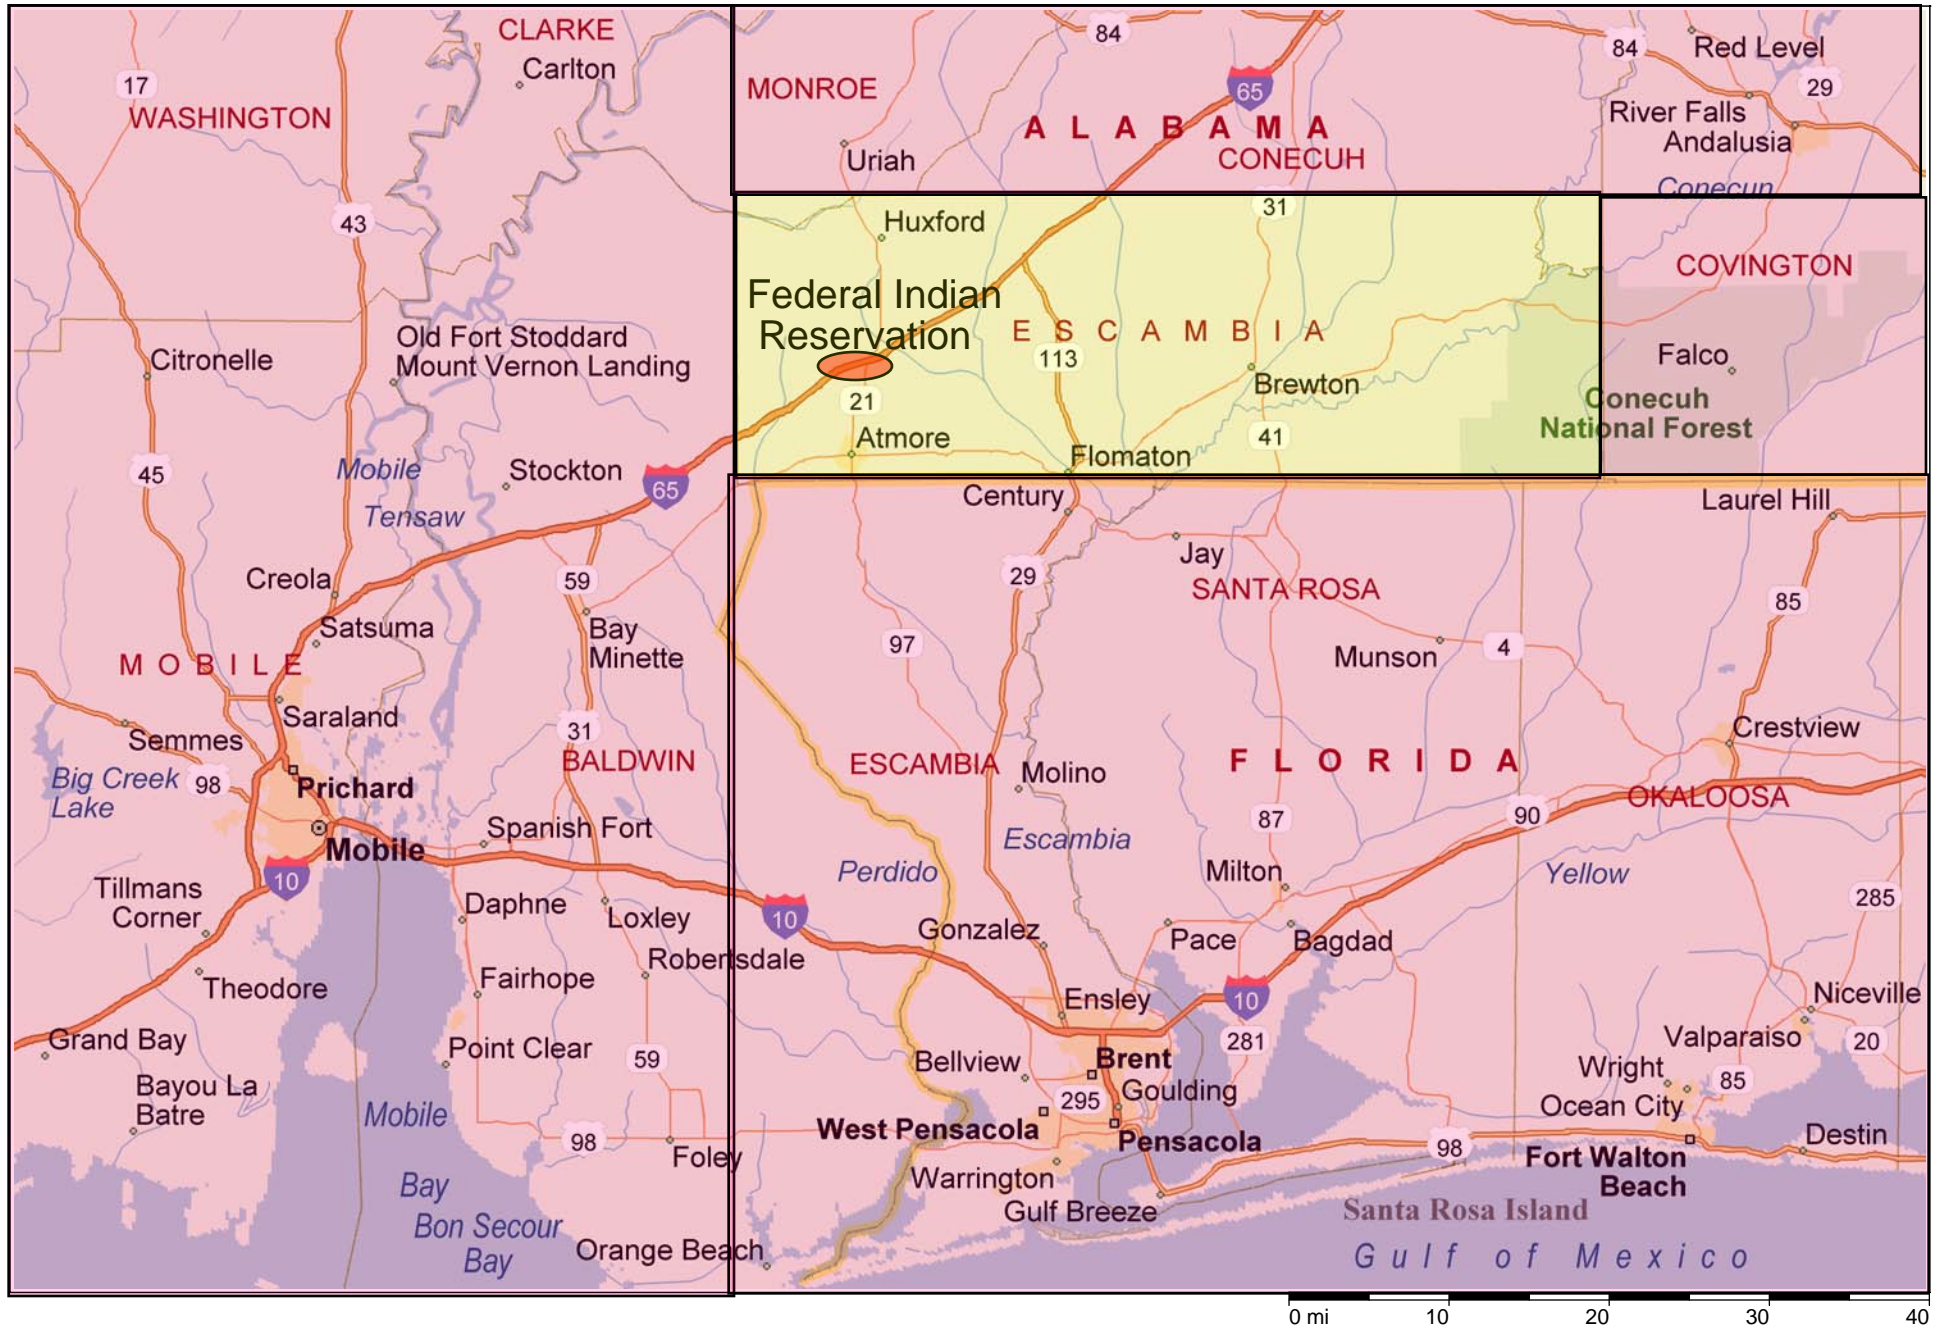 CLARKE
Carlton
17
WASHINGTON
43
84
MONROE
65
A L A B A M A
CONECUH
Uriah
84
Red Level
29
River Falls
Andalusia
Conecuh
Huxford
31
Federal Indian
Reservation
E S C A M B I A
113
21
Atmore
Brewton
41
Flomaton
COVINGTON
Falco
Conecuh
National Forest
Citronelle
Old Fort Stoddard
Mount Vernon Landing
45
Mobile
Tensaw
Stockton
65
Creola
59
Satsuma
Bay
Minette
M O B I L E
Saraland
Semmes
31
BALDWIN
Big Creek
Lake
98
Prichard
Mobile
Spanish Fort
10
Tillmans
Corner
Daphne
Loxley
Robertsdale
Theodore
Fairhope
Grand Bay
Point Clear
59
Bayou La
Batre
Mobile
98
Foley
Bay
Bon Secour
Bay
Orange Beach
Century
Laurel Hill
29
Jay
SANTA ROSA
85
97
Munson
4
Crestview
ESCAMBIA
Molino
F L O R I D A
OKALOOSA
87
90
Escambia
Perdido
Milton
Yellow
285
10
Gonzalez
Pace
Bagdad
Ensley
10
Niceville
281
Valparaiso
20
Bellview
Brent
Wright
85
295
Goulding
Ocean City
West Pensacola
Pensacola
98
Destin
Fort Walton
Beach
Warrington
Gulf Breeze
Santa Rosa Island
Gulf of Mexico
0 mi 10 20 30 40